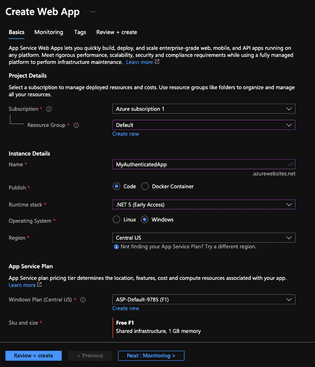 Create Web App ...
Basics Monitoring Tags Review + create
App Service Web Apps lets you quickly build, deploy, and scale enterprise-grade web, mobile, and API apps running on
any platform. Meet rigorous performance, scalability, security and compliance requirements while using a fully managed
platform to perform infrastructure maintenance. Learn more
Project Details
Select a subscription to manage deployed resources and costs. Use resource groups like folders to organize and manage
all your resources.
Subscription * Azure subscription 1
Resource Group * Default
Create new
Instance Details
Name * MyAuthenticatedApp
.azurewebsites.net
Publish * Code Docker Container
Runtime stack * .NET 5 (Early Access)
Operating System * Linux Windows
Region * Central US
Not finding your App Service Plan? Try a different region.
App Service Plan
App Service plan pricing tier determines the location, features, cost and compute resources associated with your app.
Learn more
Windows Plan (Central US) * ASP-Default-9785 (F1)
Create new
Sku and size * Free F1
Shared infrastructure, 1 GB memory
Review + create < Previous Next : Monitoring >